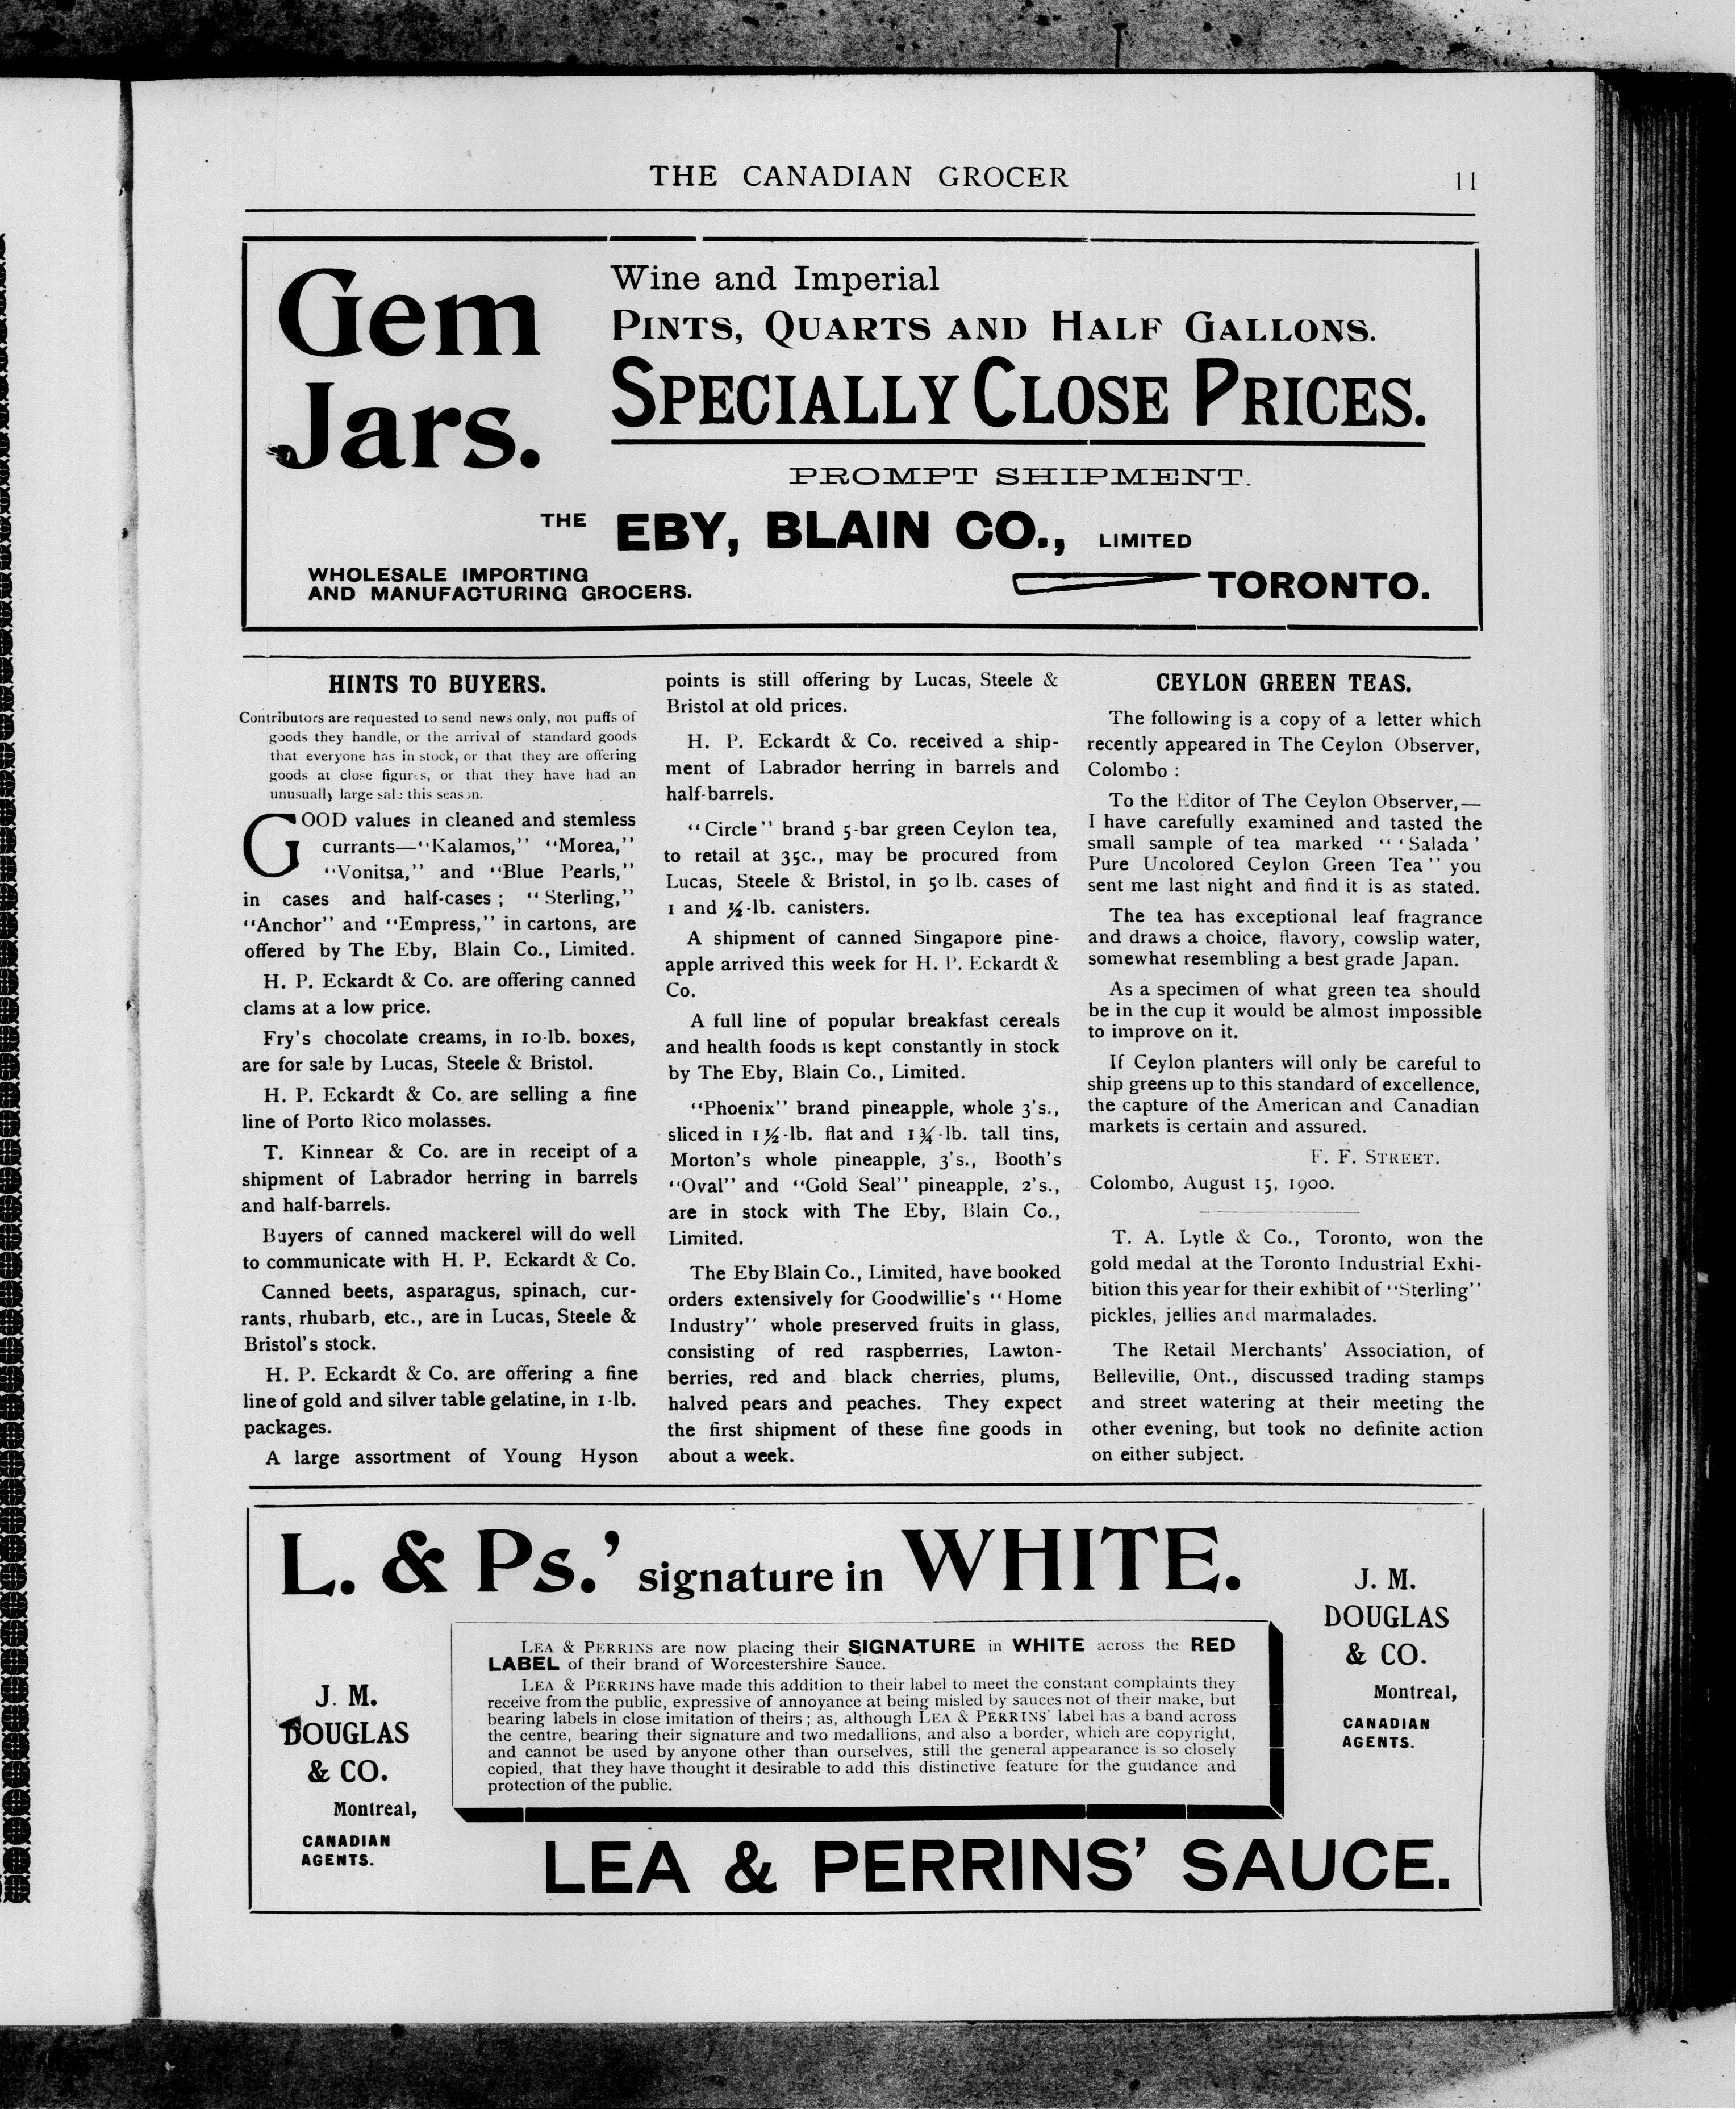 THE CANADIAN GROCER 11
Gem
Jars.
Wine and Imperial
PINTS, QUARTS AND HALF GALLONS.
SPECIALLY CLOSE PRICES.
PROMPT SHIPMENT.
THE EBY, BLAIN CO., LIMITED
WHOLESALE IMPORTING
AND MANUFACTURING GROCERS.
TORONTO.
HINTS TO BUYERS.
Contributors are requested to send news only, not puffs of
goods they handle, or the arrival of standard goods
that everyone has in stock, or that they are offering
goods at close figures, or that they have had an
unusually large sale this season.
GOOD values in cleaned and stemless
currants—"Kalamos," "Morea,"
"Vonitsa," and "Blue Pearls,"
in cases and half-cases; "Sterling,"
"Anchor" and "Empress," in cartons, are
offered by The Eby, Blain Co., Limited.
H. P. Eckardt & Co. are offering canned
clams at a low price.
Fry's chocolate creams, in 10-lb. boxes,
are for sale by Lucas, Steele & Bristol.
H. P. Eckardt & Co. are selling a fine
line of Porto Rico molasses.
T. Kinnear & Co. are in receipt of a
shipment of Labrador herring in barrels
and half-barrels.
Buyers of canned mackerel will do well
to communicate with H. P. Eckardt & Co.
Canned beets, asparagus, spinach, cur-
rants, rhubarb, etc., are in Lucas, Steele &
Bristol's stock.
H. P. Eckardt & Co. are offering a fine
line of gold and silver table gelatine, in 1-lb.
packages.
A large assortment of Young Hyson
points is still offering by Lucas, Steele &
Bristol at old prices.
H. P. Eckardt & Co. received a ship-
ment of Labrador herring in barrels and
half-barrels.
"Circle" brand 5-bar green Ceylon tea,
to retail at 35c., may be procured from
Lucas, Steele & Bristol, in 50 lb. cases of
1 and ½-lb. canisters.
A shipment of canned Singapore pine-
apple arrived this week for H. P. Eckardt &
Co.
A full line of popular breakfast cereals
and health foods is kept constantly in stock
by The Eby, Blain Co., Limited.
"Phoenix" brand pineapple, whole 3's.,
sliced in 1½-lb. flat and 1¾-lb. tall tins,
Morton's whole pineapple, 3's., Booth's
"Oval" and "Gold Seal" pineapple, 2's.,
are in stock with The Eby, Blain Co.,
Limited.
The Eby Blain Co., Limited, have booked
orders extensively for Goodwillie's "Home
Industry" whole preserved fruits in glass,
consisting of red raspberries, Lawton-
berries, red and black cherries, plums,
halved pears and peaches. They expect
the first shipment of these fine goods in
about a week.
CEYLON GREEN TEAS.
The following is a copy of a letter which
recently appeared in The Ceylon Observer,
Colombo :
To the Editor of The Ceylon Observer,—
I have carefully examined and tasted the
small sample of tea marked "'Salada'
Pure Uncolored Ceylon Green Tea" you
sent me last night and find it is as stated.
The tea has exceptional leaf fragrance
and draws a choice, flavory, cowslip water,
somewhat resembling a best grade Japan.
As a specimen of what green tea should
be in the cup it would be almost impossible
to improve on it.
If Ceylon planters will only be careful to
ship greens up to this standard of excellence,
the capture of the American and Canadian
markets is certain and assured.
F. F. STREET.
Colombo, August 15, 1900.
T. A. Lytle & Co., Toronto, won the
gold medal at the Toronto Industrial Exhi-
bition this year for their exhibit of "Sterling"
pickles, jellies and marmalades.
The Retail Merchants' Association, of
Belleville, Ont., discussed trading stamps
and street watering at their meeting the
other evening, but took no definite action
on either subject.
L. & Ps.' signature in WHITE.
LEA & PERRINS are now placing their SIGNATURE in WHITE across the RED
LABEL of their brand of Worcestershire Sauce.
LEA & PERRINS have made this addition to their label to meet the constant complaints they
receive from the public, expressive of annoyance at being misled by sauces not of their make, but
bearing labels in close imitation of theirs; as, although LEA & PERRINS' label has a band across
the centre, bearing their signature and two medallions, and also a border, which are copyright,
and cannot be used by anyone other than ourselves, still the general appearance is so closely
copied, that they have thought it desirable to add this distinctive feature for the guidance and
protection of the public.
J. M.
DOUGLAS
& CO.
Montreal,
CANADIAN
AGENTS.
J. M.
DOUGLAS
& CO.
Montreal,
CANADIAN
AGENTS.
LEA & PERRINS' SAUCE.